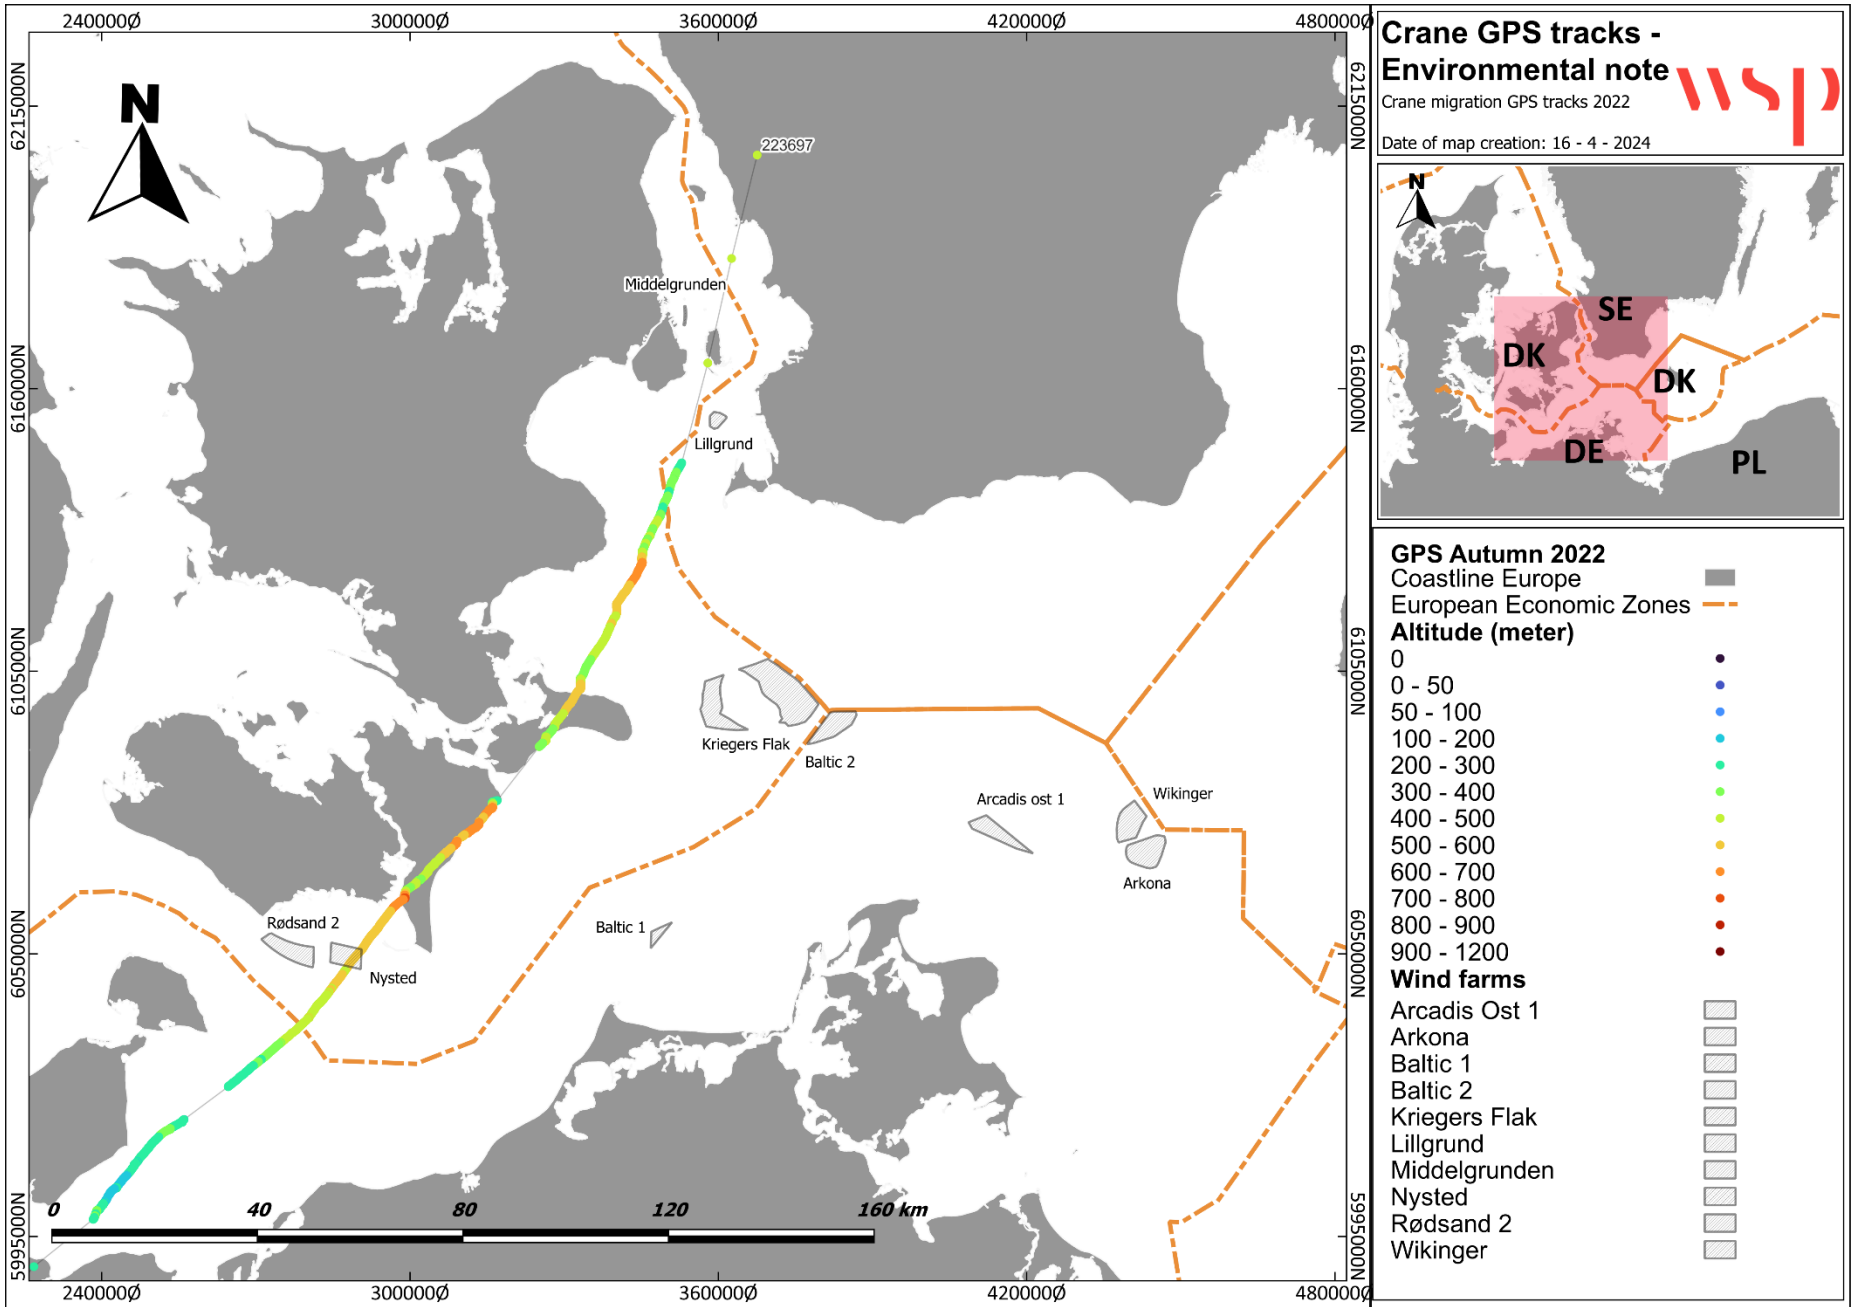 2400000Ø 3000000Ø 3600000Ø 4200000Ø 4800000Ø
6215000N
6160000N
6105000N
6050000N
5995000N
N
223697
Middelgrunden
Lillgrund
Kriegers Flak
Baltic 2
Arcadis ost 1
Wikinger
Arkona
Baltic 1
Rødsand 2
Nysted
0 40 80 120 160 km
6215000N
6160000N
6105000N
6050000N
5995000N
2400000Ø 3000000Ø 3600000Ø 4200000Ø 4800000Ø
Crane GPS tracks -
Environmental note
wsp
Crane migration GPS tracks 2022
Date of map creation: 16 - 4 - 2024
N
SE
DK
DK
DE
PL
GPS Autumn 2022
Coastline Europe
European Economic Zones
Altitude (meter)
0
0 - 50
50 - 100
100 - 200
200 - 300
300 - 400
400 - 500
500 - 600
600 - 700
700 - 800
800 - 900
900 - 1200
Wind farms
Arcadis Ost 1
Arkona
Baltic 1
Baltic 2
Kriegers Flak
Lillgrund
Middelgrunden
Nysted
Rødsand 2
Wikinger